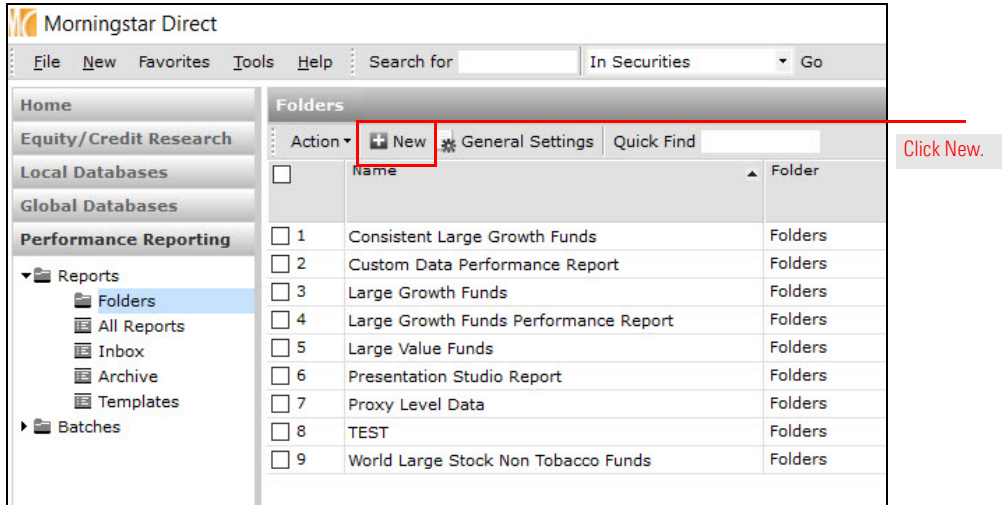 Morningstar Direct
File New Favorites Tools Help Search for In Securities Go
Home
Equity/Credit Research
Local Databases
Global Databases
Performance Reporting
Reports
Folders
All Reports
Inbox
Archive
Templates
Batches
Folders
Action New General Settings Quick Find
Name Folder
1 Consistent Large Growth Funds Folders
2 Custom Data Performance Report Folders
3 Large Growth Funds Folders
4 Large Growth Funds Performance Report Folders
5 Large Value Funds Folders
6 Presentation Studio Report Folders
7 Proxy Level Data Folders
8 TEST Folders
9 World Large Stock Non Tobacco Funds Folders
Click New.